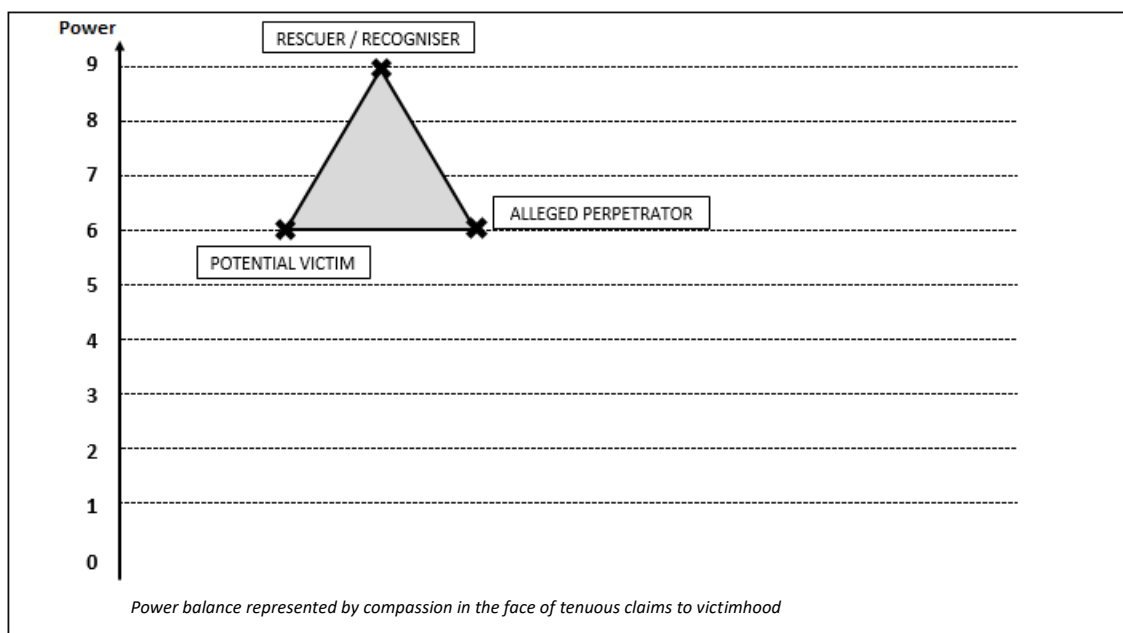 Power
RESCUER / RECOGNISER
9
8
7
ALLEGED PERPETRATOR
6
POTENTIAL VICTIM
5
4
3
2
1
0
Power balance represented by compassion in the face of tenuous claims to victimhood